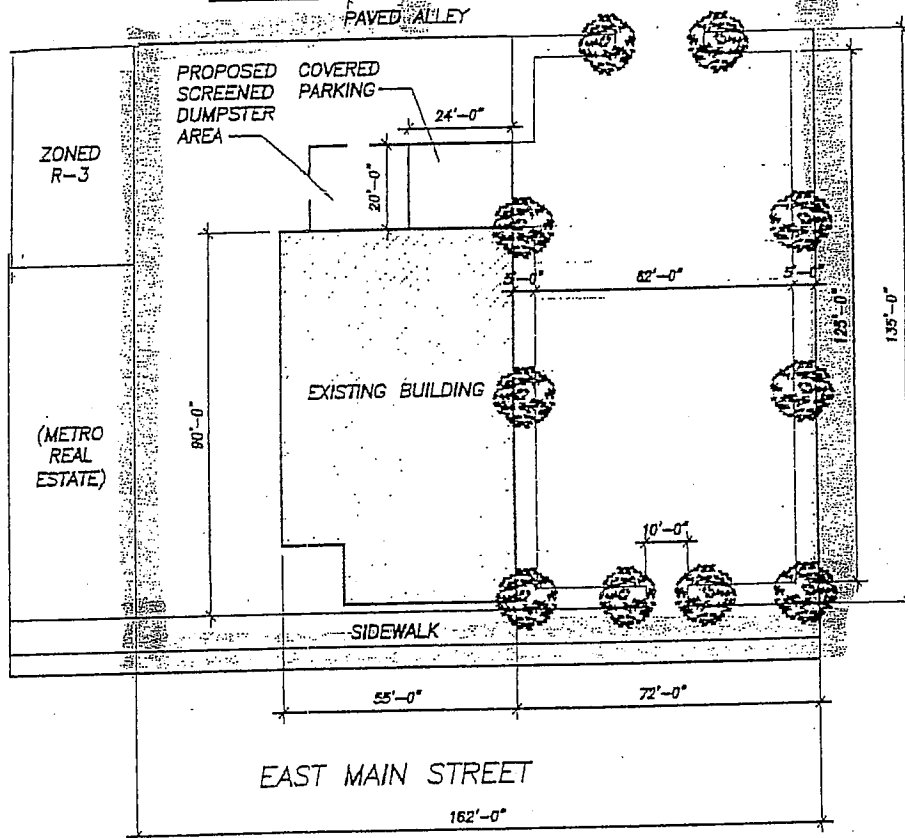 PAVED ALLEY
PROPOSED
SCREENED
DUMPSTER
AREA
COVERED
PARKING
24'-0"
20'-0"
ZONED
R-3
5'-0"
62'-0"
5'-0"
125'-0"
135'-0"
EXISTING BUILDING
90'-0"
(METRO
REAL
ESTATE)
10'-0"
SIDEWALK
55'-0"
72'-0"
EAST MAIN STREET
162'-0"